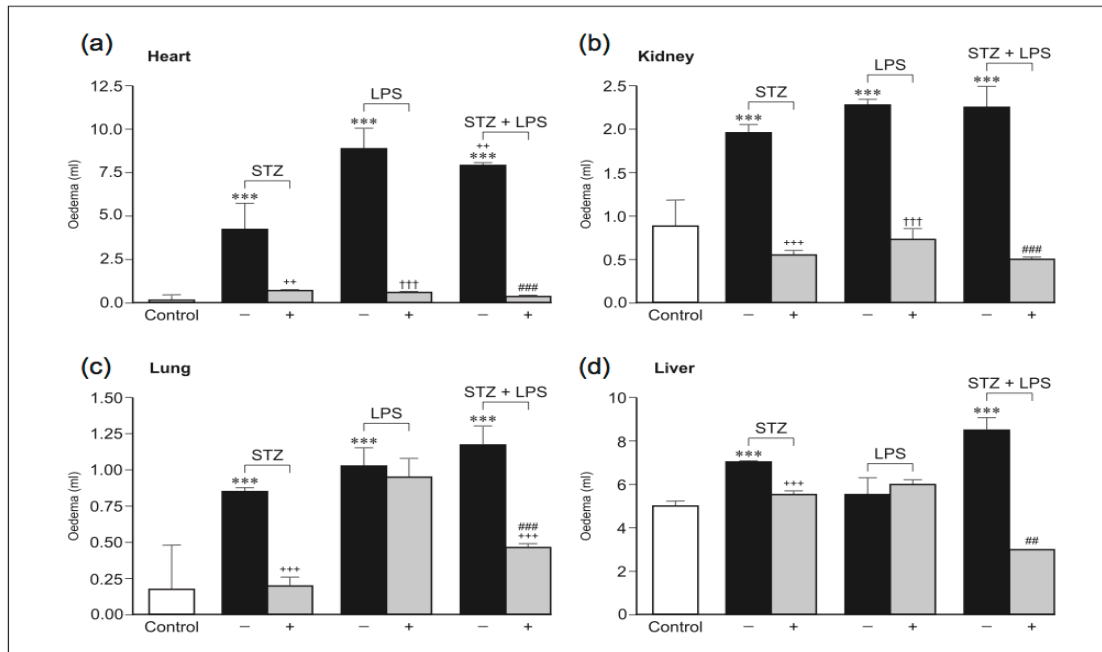 (a) Heart
12.5
10.0
7.5
5.0
2.5
0.0
Oedema (ml)
STZ
LPS
STZ + LPS
***
++
***
†††
++
***
###
Control − + − + − +
(b) Kidney
2.5
2.0
1.5
1.0
0.5
0.0
Oedema (ml)
STZ
LPS
STZ + LPS
***
+++
***
†††
***
###
Control − + − + − +
(c) Lung
1.50
1.25
1.00
0.75
0.50
0.25
0.00
Oedema (ml)
STZ
LPS
STZ + LPS
***
+++
***
***
###
+++
Control − + − + − +
(d) Liver
10
8
6
4
2
0
Oedema (ml)
STZ
LPS
STZ + LPS
***
+++
***
##
Control − + − + − +